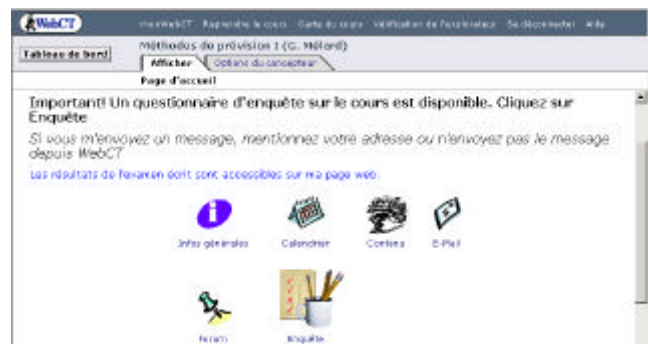 WebCT
monWebCT Reprendre le cours Carte du cours Vérification de l'explorateur Se déconnecter Aide
Tableau de bord
Méthodes de prévision I (G. Mélard)
Afficher Options du concepteur
Page d'accueil
Important! Un questionnaire d'enquête sur le cours est disponible. Cliquez sur
Enquête
Si vous m'envoyez un message, mentionnez votre adresse ou n'envoyez pas le message
depuis WebCT
Les résultats de l'examen écrit sont accessibles sur ma page web.
Infos générales Calendrier Contenu E-Mail
Forum Enquête